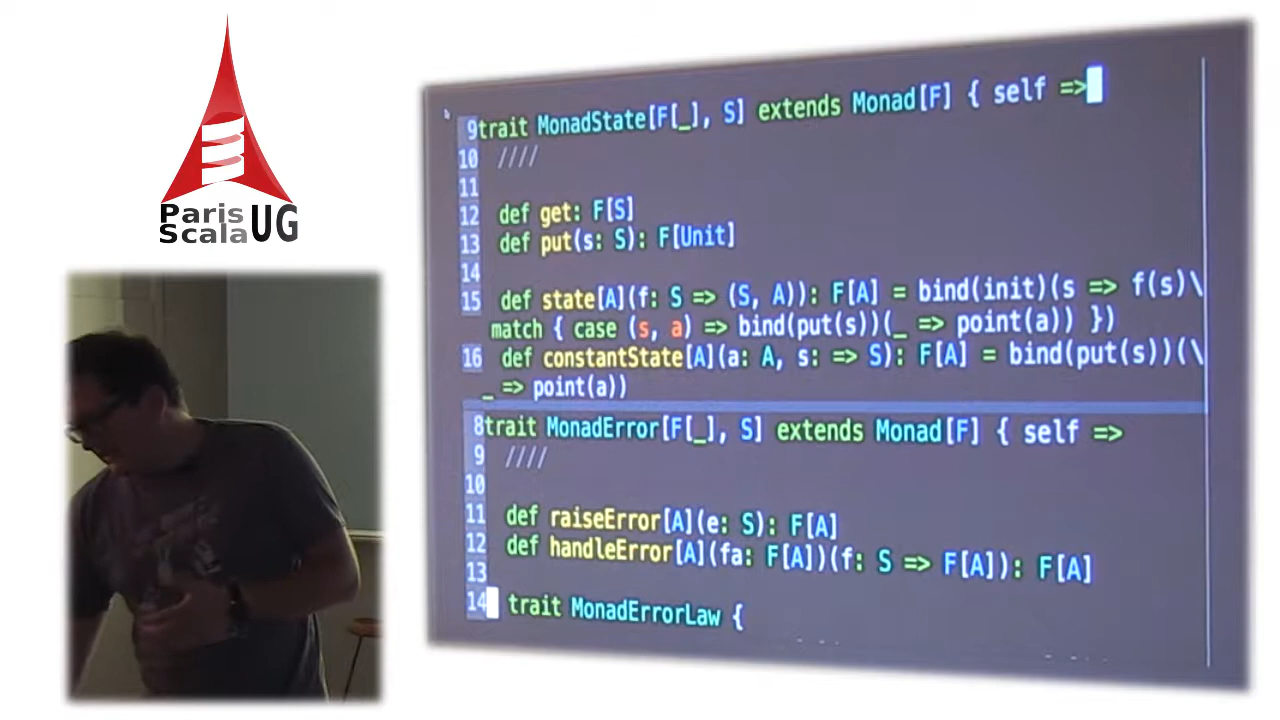 Paris
Scala UG
9trait MonadState[F[_], S] extends Monad[F] { self =>
10 ////
11
12 def get: F[S]
13 def put(s: S): F[Unit]
14
15 def state[A](f: S => (S, A)): F[A] = bind(init)(s => f(s)\
match { case (s, a) => bind(put(s))(_ => point(a)) })
16 def constantState[A](a: A, s: => S): F[A] = bind(put(s))(\
_ => point(a))
8trait MonadError[F[_], S] extends Monad[F] { self =>
9 ////
10
11 def raiseError[A](e: S): F[A]
12 def handleError[A](fa: F[A])(f: S => F[A]): F[A]
13
14 trait MonadErrorLaw {